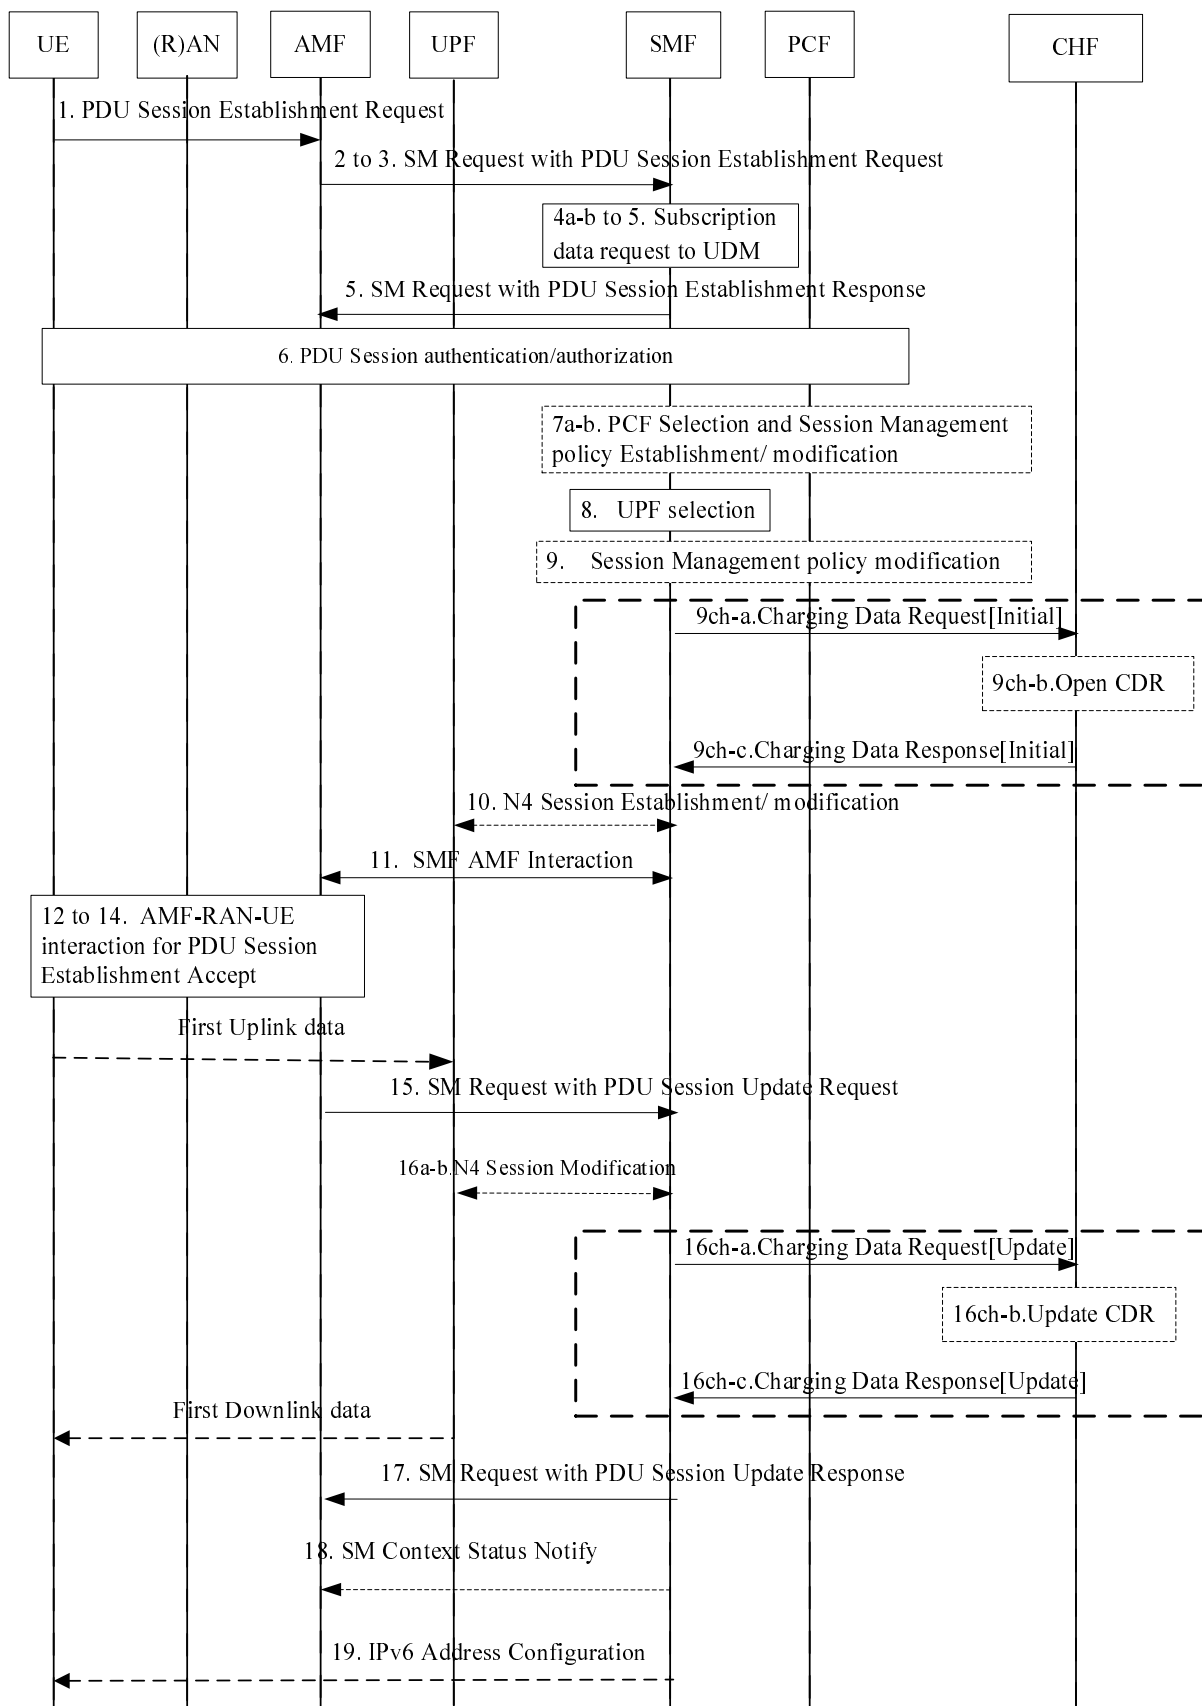 UE
(R)AN
AMF
UPF
SMF
PCF
CHF
1. PDU Session Establishment Request
2 to 3. SM Request with PDU Session Establishment Request
4a-b to 5. Subscription
data request to UDM
5. SM Request with PDU Session Establishment Response
6. PDU Session authentication/authorization
7a-b. PCF Selection and Session Management
policy Establishment/ modification
8. UPF selection
9. Session Management policy modification
9ch-a.Charging Data Request[Initial]
9ch-b.Open CDR
9ch-c.Charging Data Response[Initial]
10. N4 Session Establishment/ modification
11. SMF AMF Interaction
12 to 14. AMF-RAN-UE
interaction for PDU Session
Establishment Accept
First Uplink data
15. SM Request with PDU Session Update Request
16a-b.N4 Session Modification
16ch-a.Charging Data Request[Update]
16ch-b.Update CDR
16ch-c.Charging Data Response[Update]
First Downlink data
17. SM Request with PDU Session Update Response
18. SM Context Status Notify
19. IPv6 Address Configuration